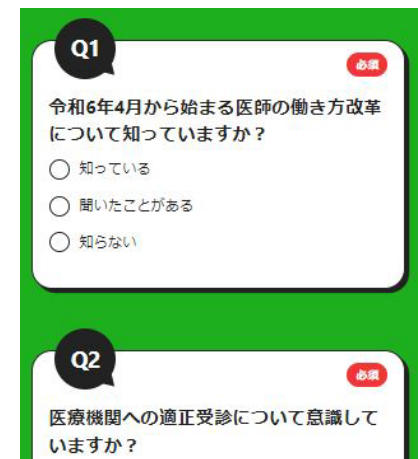 Q1
必須
令和6年4月から始まる医師の働き方改革
について知っていますか？
知っている
聞いたことがある
知らない
Q2
必須
医療機関への適正受診について意識して
いますか？